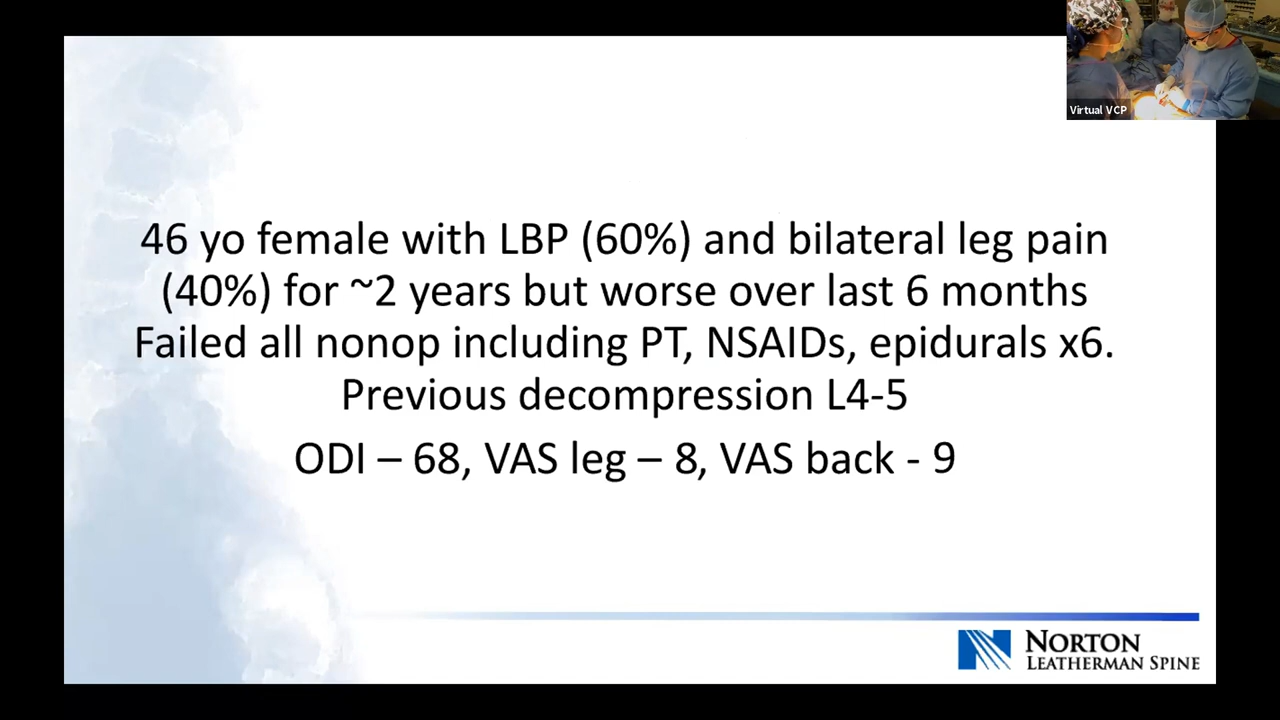 Virtual VCP
46 yo female with LBP (60%) and bilateral leg pain
(40%) for ~2 years but worse over last 6 months
Failed all nonop including PT, NSAIDs, epidurals x6.
Previous decompression L4-5
ODI – 68, VAS leg – 8, VAS back - 9
NORTON
LEATHERMAN SPINE